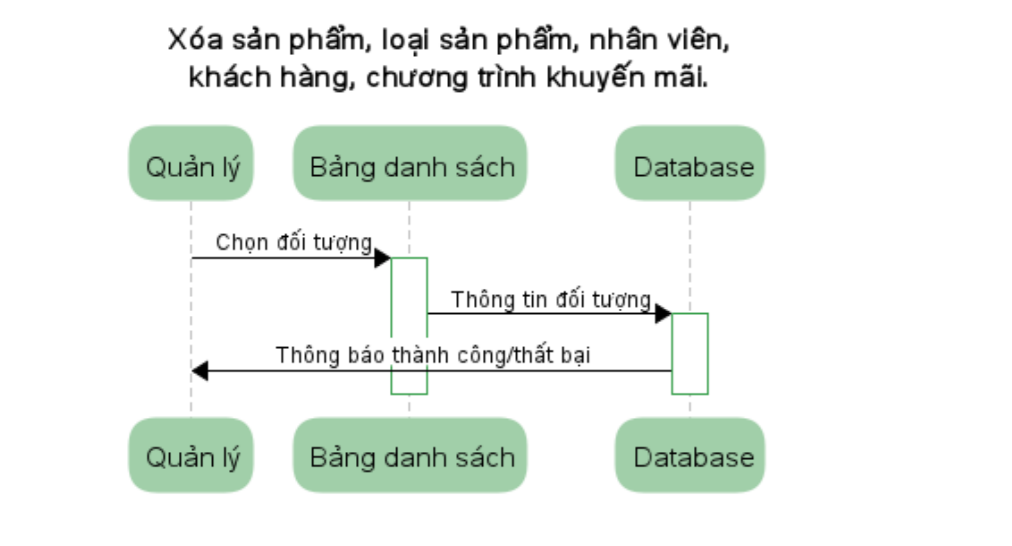 Xóa sản phẩm, loại sản phẩm, nhân viên,
khách hàng, chương trình khuyến mãi.
Quản lý
Bảng danh sách
Database
Chọn đối tượng
Thông tin đối tượng
Thông báo thành công/thất bại
Quản lý
Bảng danh sách
Database